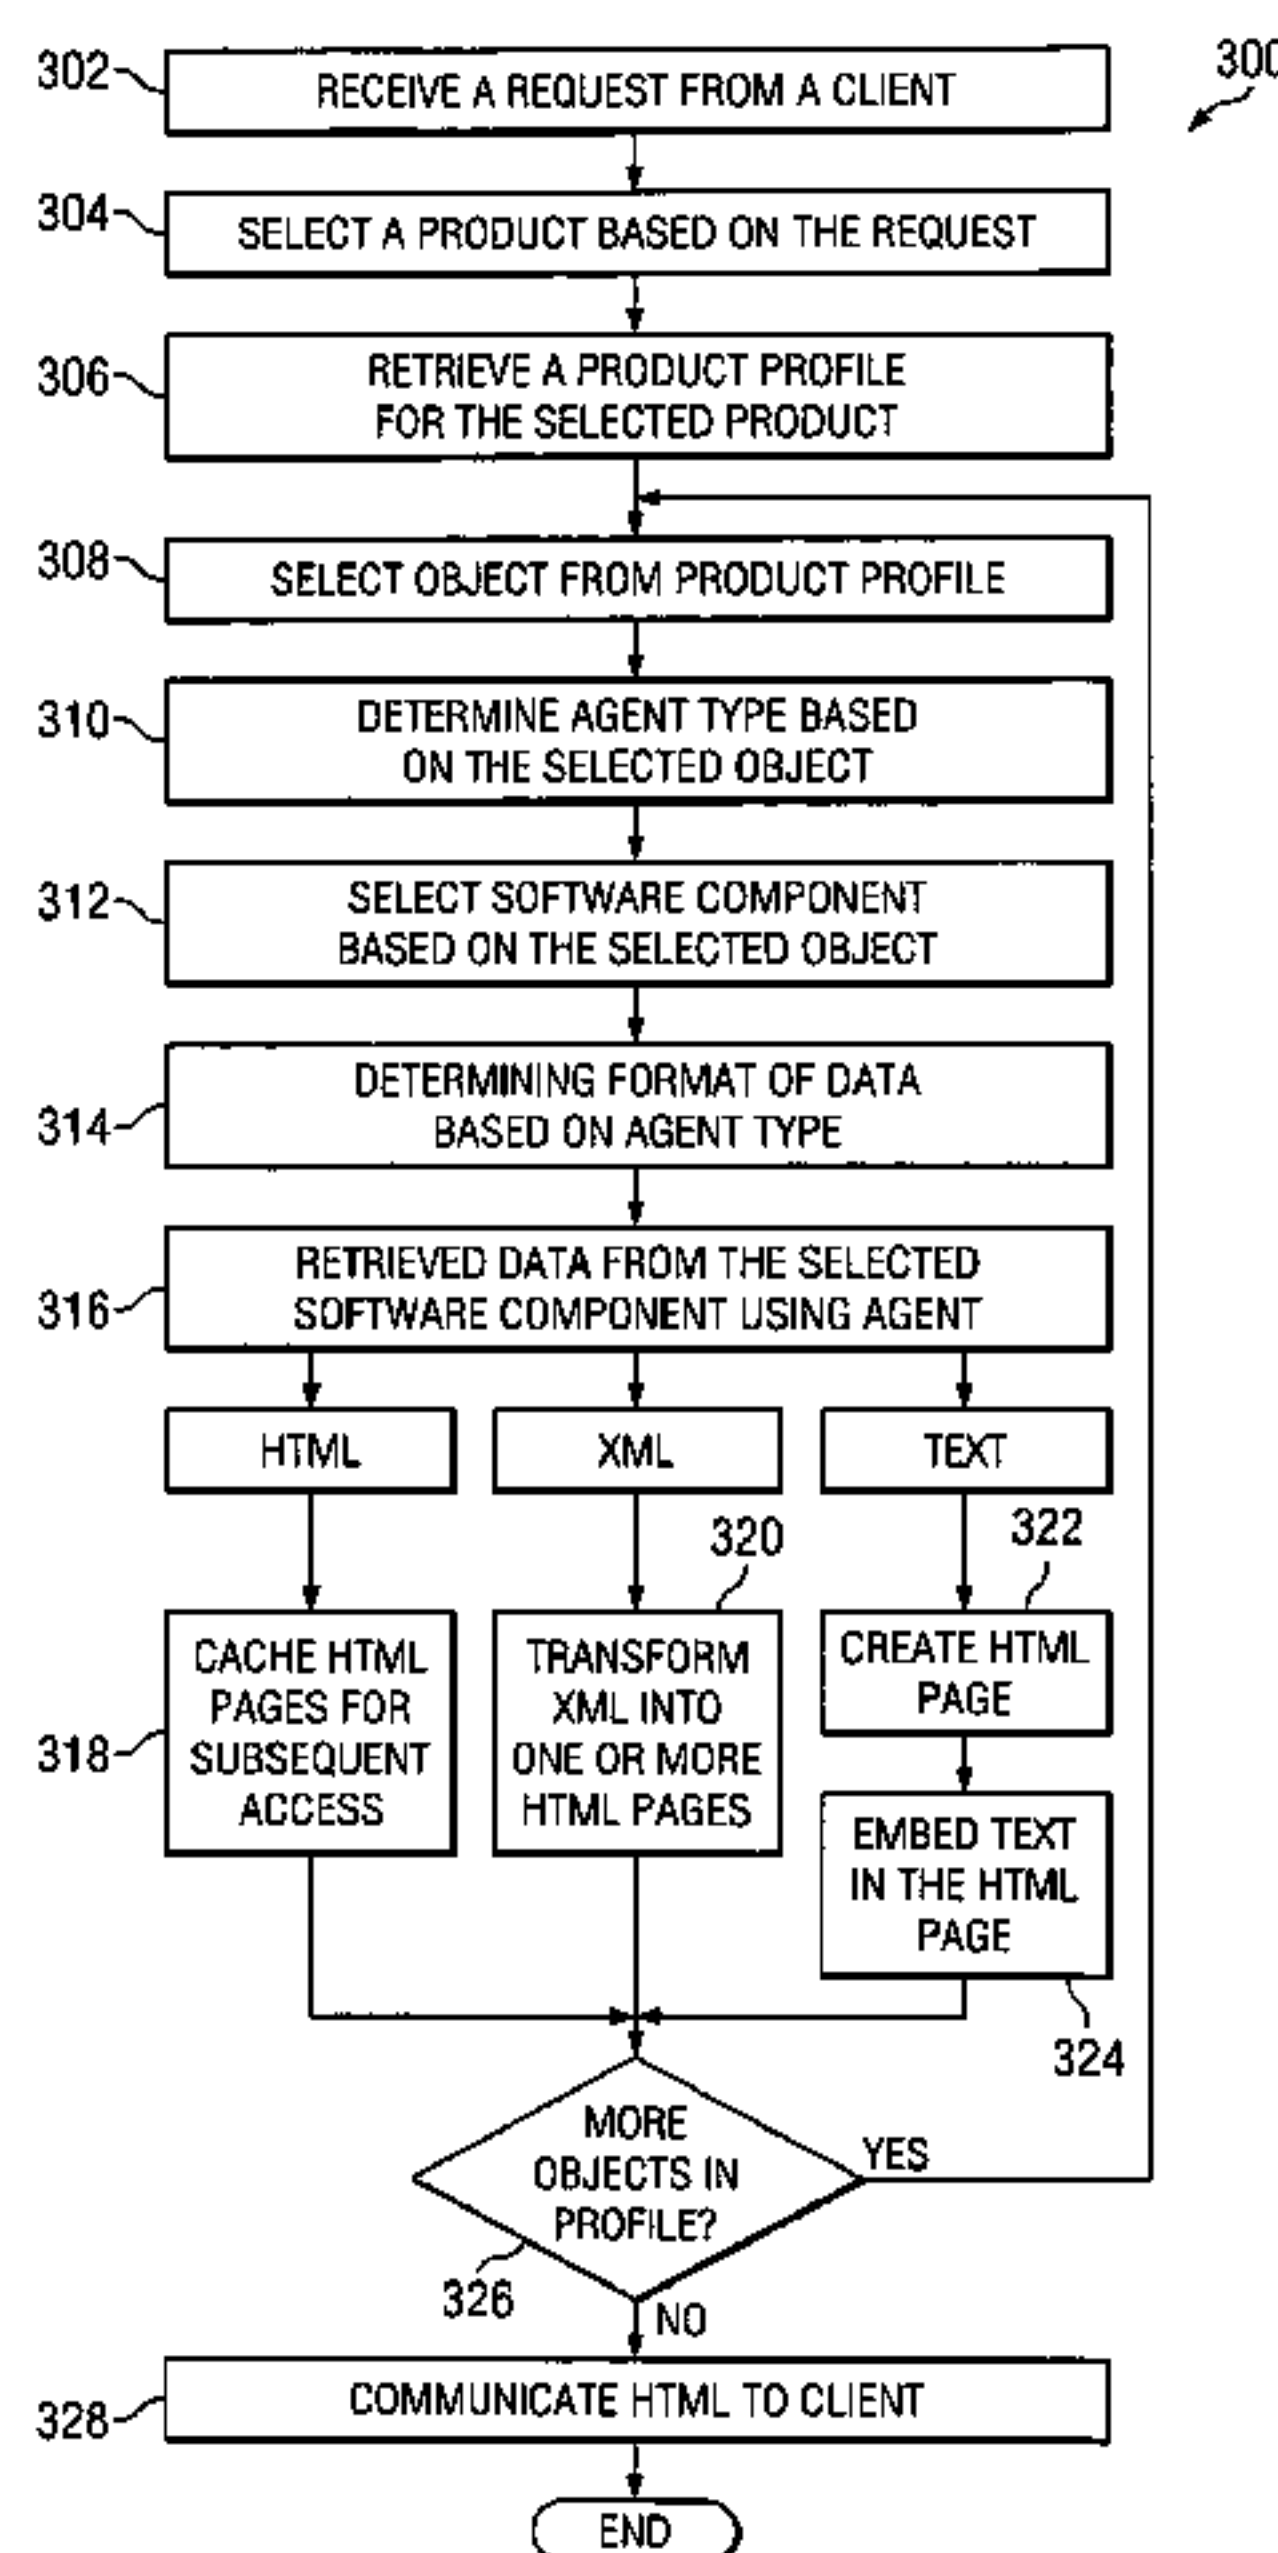 300
302
RECEIVE A REQUEST FROM A CLIENT
304
SELECT A PRODUCT BASED ON THE REQUEST
306
RETRIEVE A PRODUCT PROFILE
FOR THE SELECTED PRODUCT
308
SELECT OBJECT FROM PRODUCT PROFILE
310
DETERMINE AGENT TYPE BASED
ON THE SELECTED OBJECT
312
SELECT SOFTWARE COMPONENT
BASED ON THE SELECTED OBJECT
314
DETERMINING FORMAT OF DATA
BASED ON AGENT TYPE
316
RETRIEVED DATA FROM THE SELECTED
SOFTWARE COMPONENT USING AGENT
HTML
XML
TEXT
318
CACHE HTML
PAGES FOR
SUBSEQUENT
ACCESS
320
TRANSFORM
XML INTO
ONE OR MORE
HTML PAGES
322
CREATE HTML
PAGE
EMBED TEXT
IN THE HTML
PAGE
324
MORE
OBJECTS IN
PROFILE?
YES
326
NO
328
COMMUNICATE HTML TO CLIENT
END